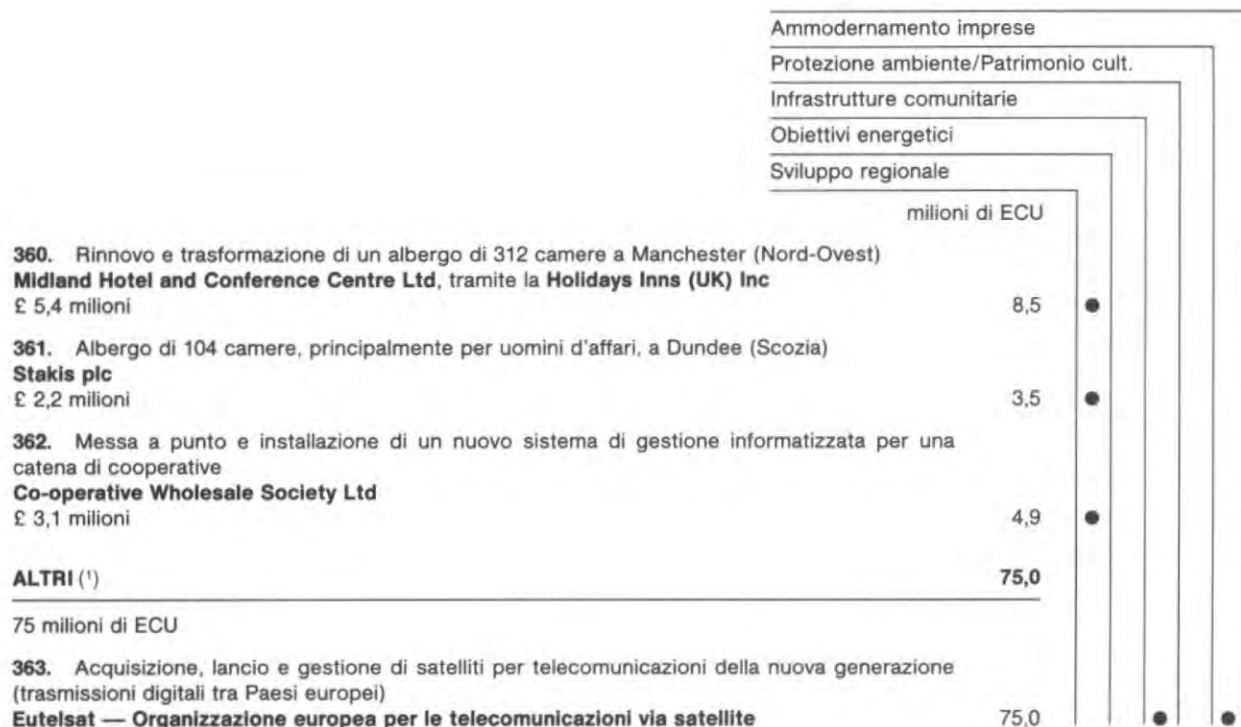 Ammodernamento imprese
Protezione ambiente/Patrimonio cult.
Infrastrutture comunitarie
Obiettivi energetici
Sviluppo regionale
milioni di ECU
360. Rinnovo e trasformazione di un albergo di 312 camere a Manchester (Nord-Ovest)
Midland Hotel and Conference Centre Ltd, tramite la Holidays Inns (UK) Inc
£ 5,4 milioni 8,5 ●
361. Albergo di 104 camere, principalmente per uomini d'affari, a Dundee (Scozia)
Stakis plc
£ 2,2 milioni 3,5 ●
362. Messa a punto e installazione di un nuovo sistema di gestione informatizzata per una
catena di cooperative
Co-operative Wholesale Society Ltd
£ 3,1 milioni 4,9 ●
ALTRI (¹) 75,0
75 milioni di ECU
363. Acquisizione, lancio e gestione di satelliti per telecomunicazioni della nuova generazione
(trasmissioni digitali tra Paesi europei)
Eutelsat — Organizzazione europea per le telecomunicazioni via satellite 75,0 ● ●